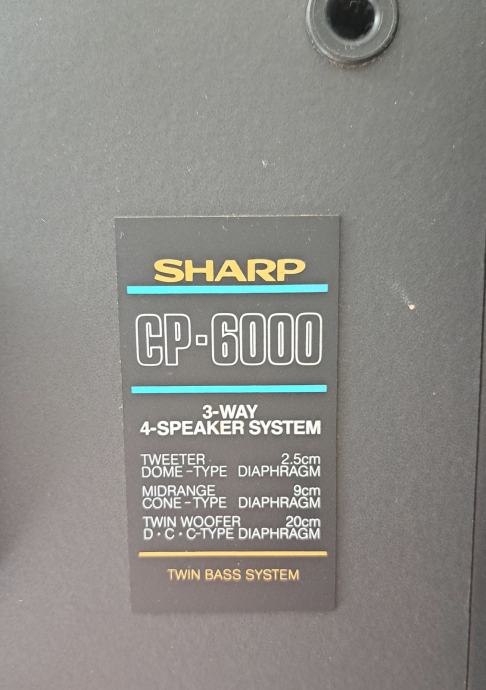 SHARP
CP-6000
3-WAY
4-SPEAKER SYSTEM
TWEETER 2.5cm
DOME-TYPE DIAPHRAGM
MIDRANGE 9cm
CONE-TYPE DIAPHRAGM
TWIN WOOFER 20cm
D・C・C-TYPE DIAPHRAGM
TWIN BASS SYSTEM